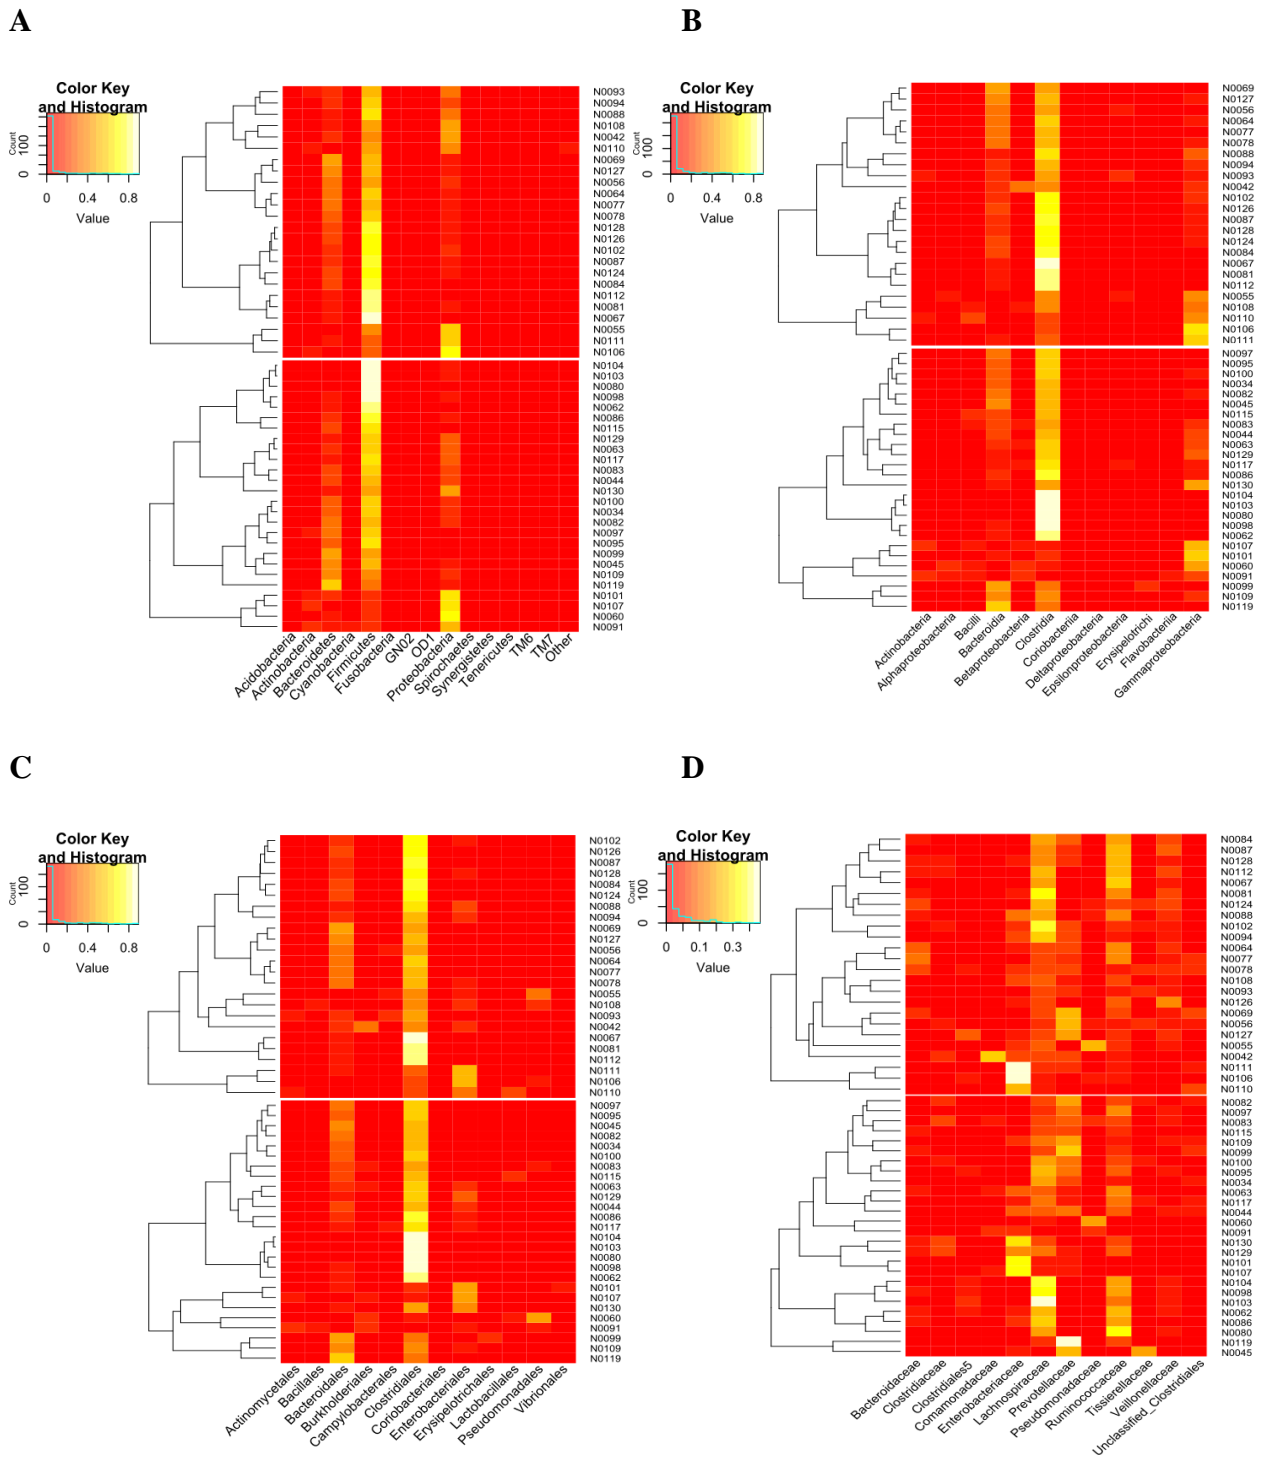 A
Color Key
and Histogram
Count
0 100
0 0.4 0.8
Value
N0093
N0094
N0088
N0108
N0042
N0110
N0069
N0127
N0056
N0064
N0077
N0078
N0128
N0126
N0102
N0087
N0124
N0084
N0112
N0081
N0067
N0055
N0111
N0106
N0104
N0103
N0080
N0098
N0062
N0086
N0115
N0129
N0063
N0117
N0083
N0044
N0130
N0100
N0034
N0082
N0097
N0095
N0099
N0045
N0109
N0119
N0101
N0107
N0060
N0091
Acidobacteria
Actinobacteria
Bacteroidetes
Cyanobacteria
Firmicutes
Fusobacteria
GN02
OD1
Proteobacteria
Spirochaetes
Synergistetes
Tenericutes
TM6
TM7
Other
B
Color Key
and Histogram
Count
0 100
0 0.4 0.8
Value
N0069
N0127
N0056
N0064
N0077
N0078
N0088
N0094
N0093
N0042
N0102
N0126
N0087
N0128
N0124
N0084
N0067
N0081
N0112
N0055
N0108
N0110
N0106
N0111
N0097
N0095
N0100
N0034
N0082
N0045
N0115
N0083
N0044
N0063
N0129
N0117
N0086
N0130
N0104
N0103
N0080
N0098
N0062
N0107
N0101
N0060
N0091
N0099
N0109
N0119
Actinobacteria
Alphaproteobacteria
Bacilli
Bacteroidia
Betaproteobacteria
Clostridia
Coriobacteriia
Deltaproteobacteria
Epsilonproteobacteria
Erysipelotrichi
Flavobacteriia
Gammaproteobacteria
C
Color Key
and Histogram
Count
0 100
0 0.4 0.8
Value
N0102
N0126
N0087
N0128
N0084
N0124
N0088
N0094
N0069
N0127
N0056
N0064
N0077
N0078
N0055
N0108
N0093
N0042
N0067
N0081
N0112
N0111
N0106
N0110
N0097
N0095
N0045
N0082
N0034
N0100
N0083
N0115
N0063
N0129
N0044
N0086
N0117
N0104
N0103
N0080
N0098
N0062
N0101
N0107
N0130
N0060
N0091
N0099
N0109
N0119
Actinomycetales
Bacillales
Bacteroidales
Burkholderiales
Campylobacterales
Clostridiales
Coriobacteriales
Enterobacteriales
Erysipelotrichales
Lactobacillales
Pseudomonadales
Vibrionales
D
Color Key
and Histogram
Count
0 100
0 0.1 0.3
Value
N0084
N0087
N0128
N0112
N0067
N0081
N0124
N0088
N0102
N0094
N0064
N0077
N0078
N0108
N0093
N0126
N0069
N0056
N0127
N0055
N0042
N0111
N0106
N0110
N0082
N0097
N0083
N0115
N0109
N0099
N0100
N0095
N0034
N0063
N0117
N0044
N0060
N0091
N0130
N0129
N0101
N0107
N0104
N0098
N0103
N0062
N0086
N0080
N0119
N0045
Bacteroidaceae
Clostridiaceae
Clostridiales5
Comamonadaceae
Enterobacteriaceae
Lachnospiraceae
Prevotellaceae
Pseudomonadaceae
Ruminococcaceae
Tissierellaceae
Veillonellaceae
Unclassified_Clostridiales